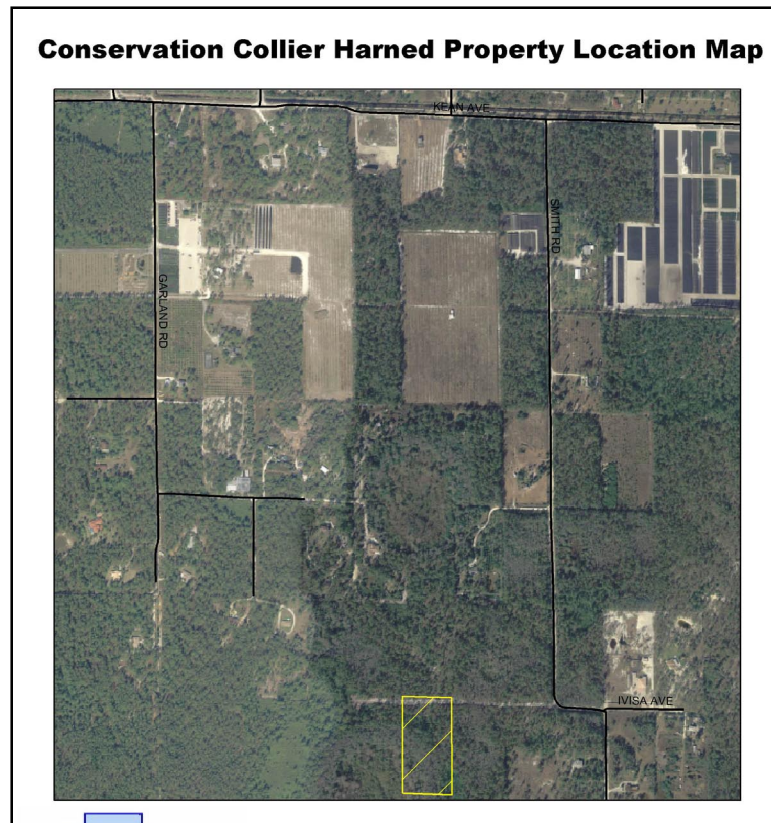 Conservation Collier Harned Property Location Map
KEAN AVE
SMITH RD
GARLAND RD
IVISA AVE